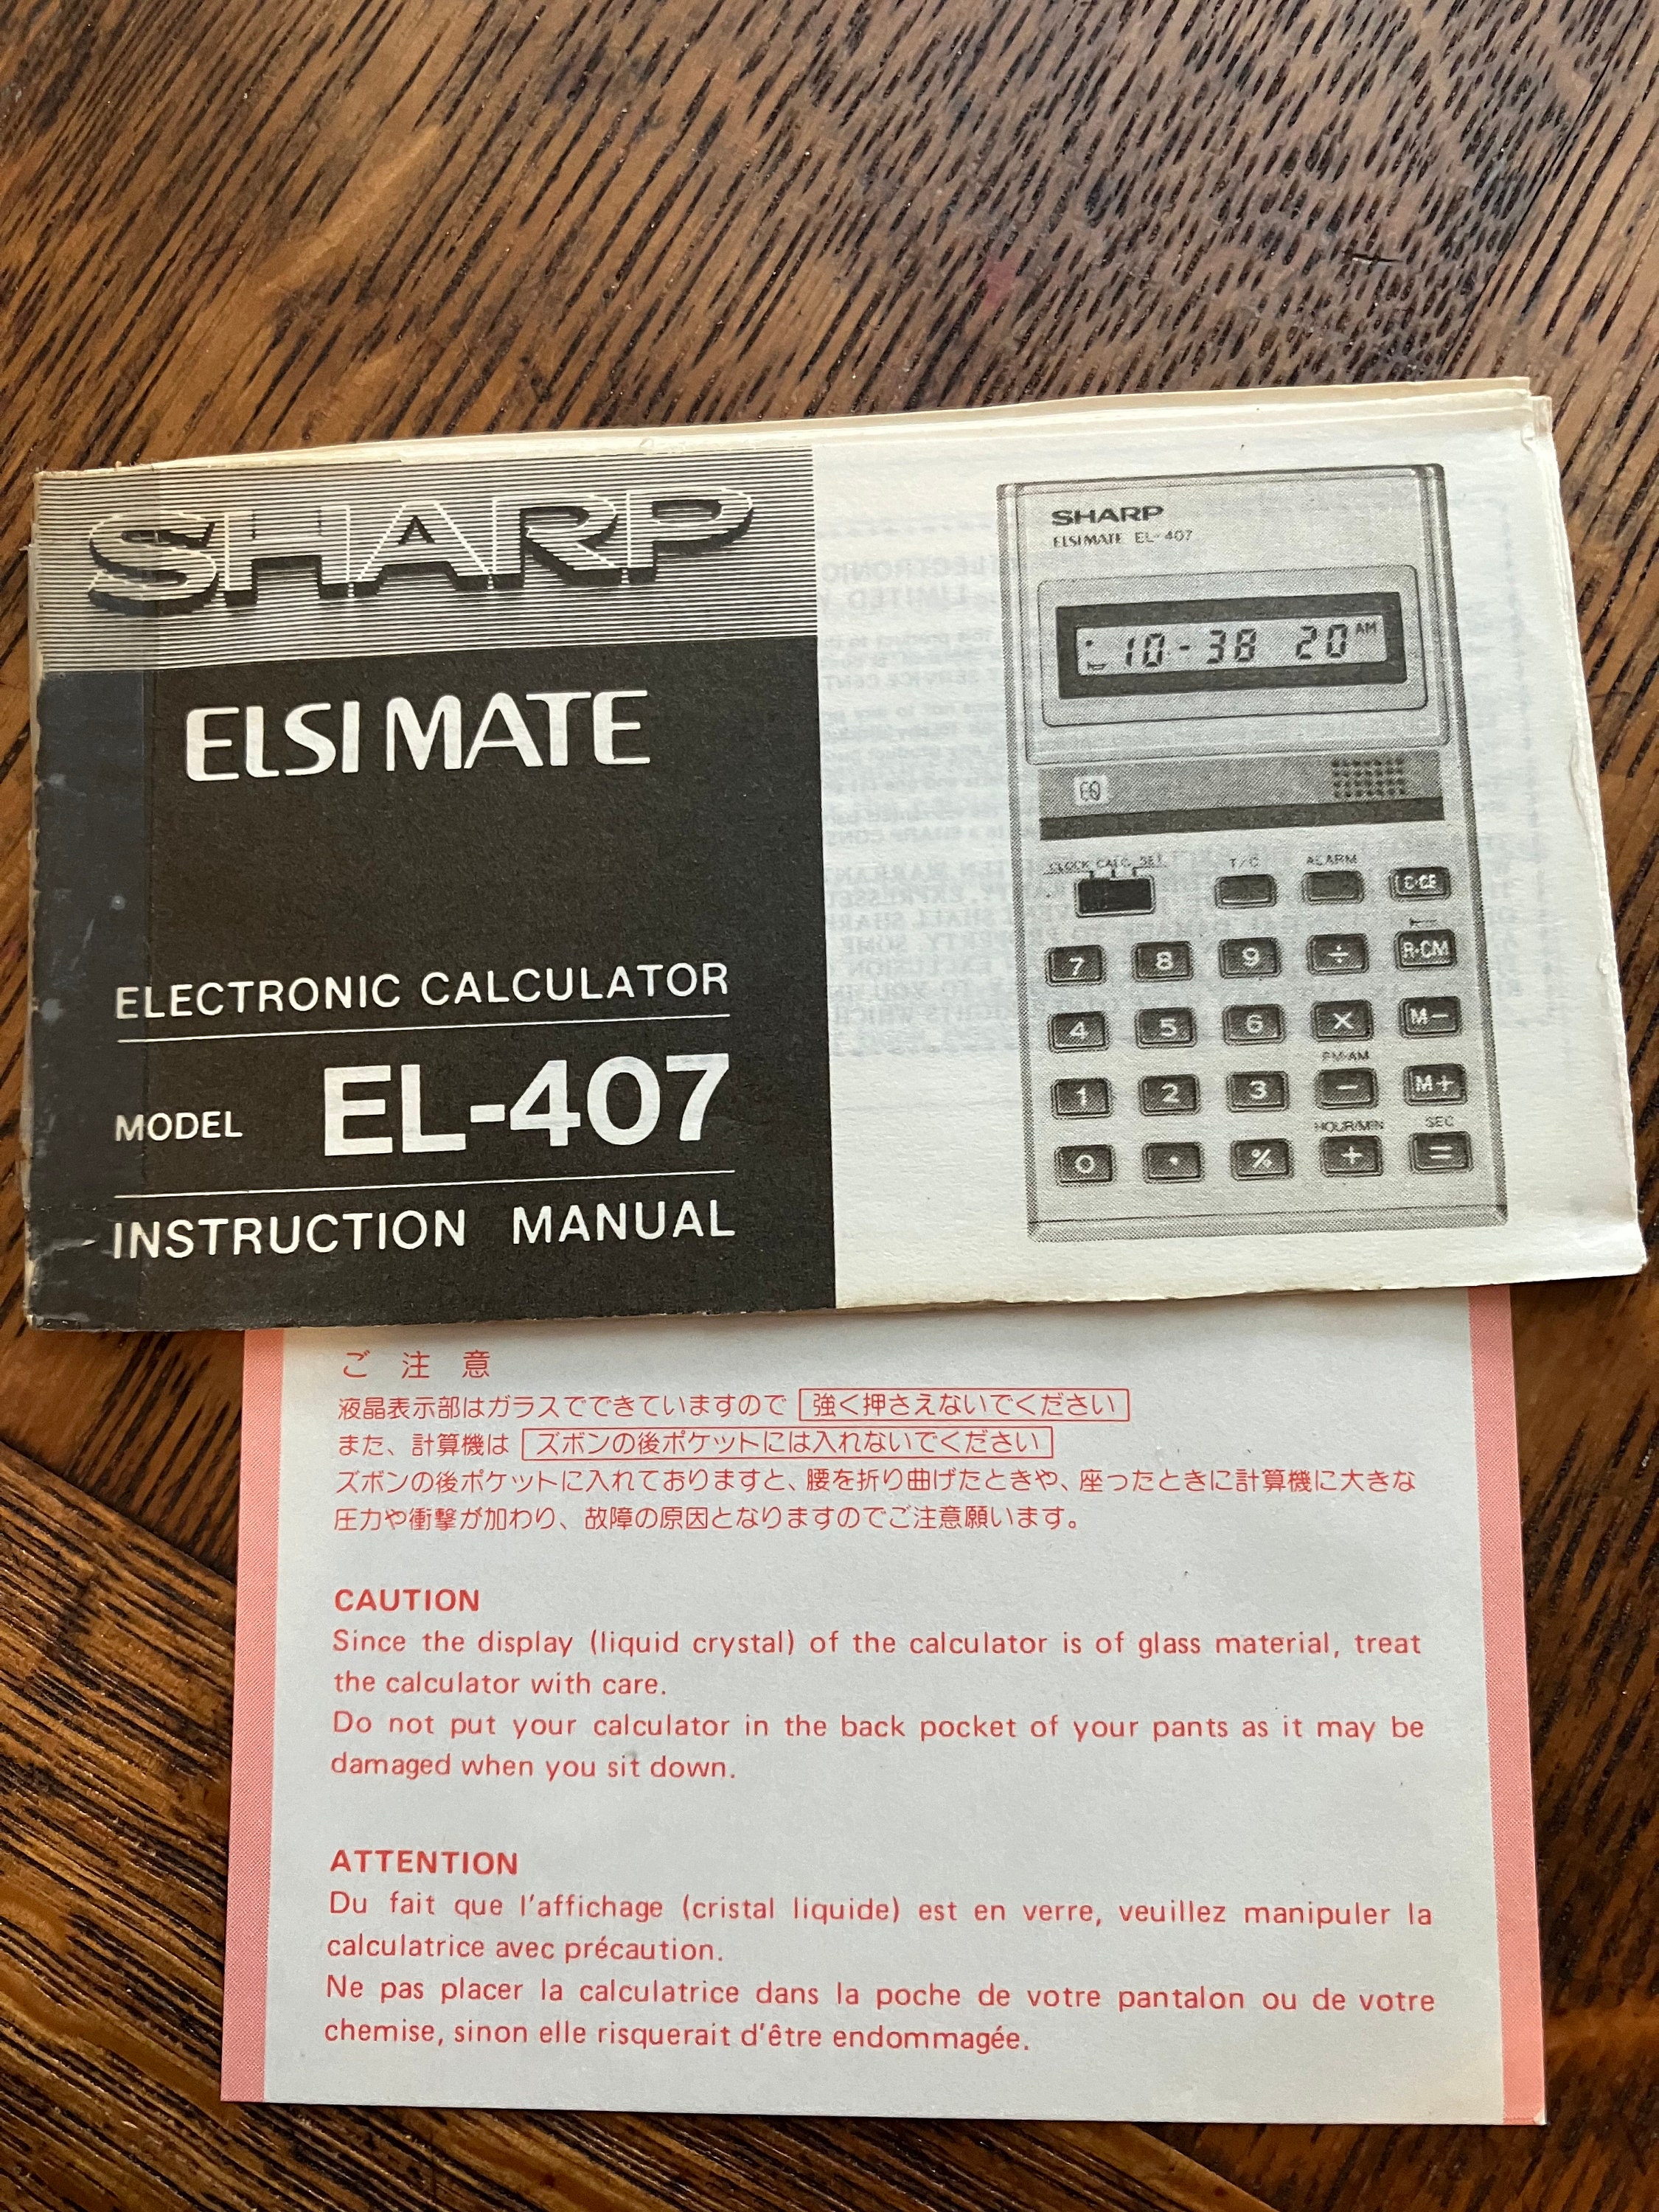 SHARP
ELSI MATE
ELECTRONIC CALCULATOR
MODEL EL-407
INSTRUCTION MANUAL
SHARP
ELSIMATE EL-407
10-38 20 AM
CLOCK CALC. SET
T/C ALARM
C·CE
7 8 9 ÷ R·CM
4 5 6 X M−
PM·AM
1 2 3 − M+
HOUR/MIN SEC
0 . % + =
ご注意
液晶表示部はガラスでできていますので 強く押さえないでください
また、計算機は ズボンの後ポケットには入れないでください
ズボンの後ポケットに入れておりますと、腰を折り曲げたときや、座ったときに計算機に大きな
圧力や衝撃が加わり、故障の原因となりますのでご注意願います。
CAUTION
Since the display (liquid crystal) of the calculator is of glass material, treat
the calculator with care.
Do not put your calculator in the back pocket of your pants as it may be
damaged when you sit down.
ATTENTION
Du fait que l'affichage (cristal liquide) est en verre, veuillez manipuler la
calculatrice avec précaution.
Ne pas placer la calculatrice dans la poche de votre pantalon ou de votre
chemise, sinon elle risquerait d'être endommagée.